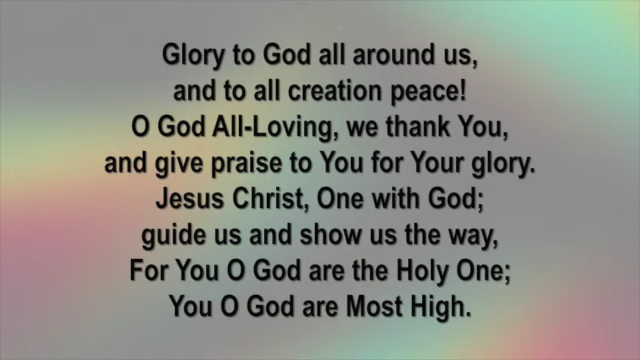 Glory to God all around us,
and to all creation peace!
O God All-Loving, we thank You,
and give praise to You for Your glory.
Jesus Christ, One with God;
guide us and show us the way,
For You O God are the Holy One;
You O God are Most High.